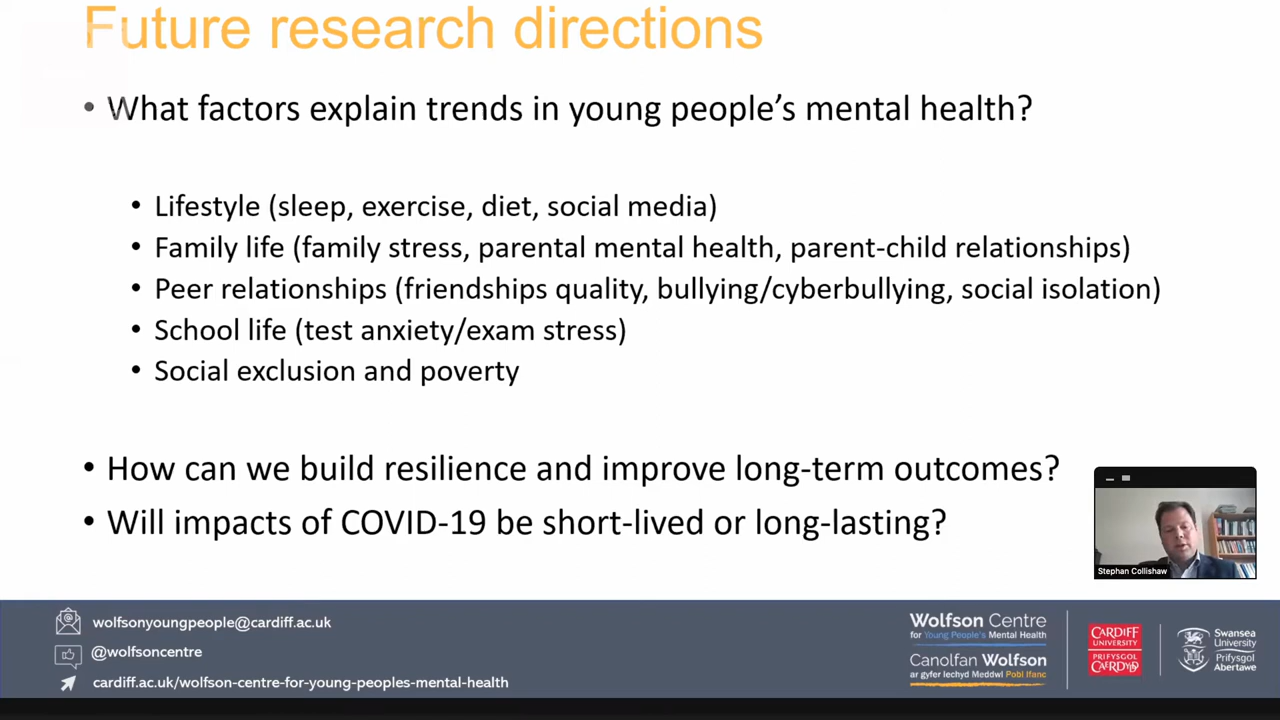 Future research directions
• What factors explain trends in young people's mental health?
• Lifestyle (sleep, exercise, diet, social media)
• Family life (family stress, parental mental health, parent-child relationships)
• Peer relationships (friendships quality, bullying/cyberbullying, social isolation)
• School life (test anxiety/exam stress)
• Social exclusion and poverty
• How can we build resilience and improve long-term outcomes?
• Will impacts of COVID-19 be short-lived or long-lasting?
Stephan Collishaw
wolfsonyoungpeople@cardiff.ac.uk
@wolfsoncentre
cardiff.ac.uk/wolfson-centre-for-young-peoples-mental-health
Wolfson Centre
for Young People's Mental Health
Canolfan Wolfson
ar gyfer Iechyd Meddwl Pobl Ifanc
CARDIFF
UNIVERSITY
PRIFYSGOL
CAERDYDD
Swansea
University
Prifysgol
Abertawe